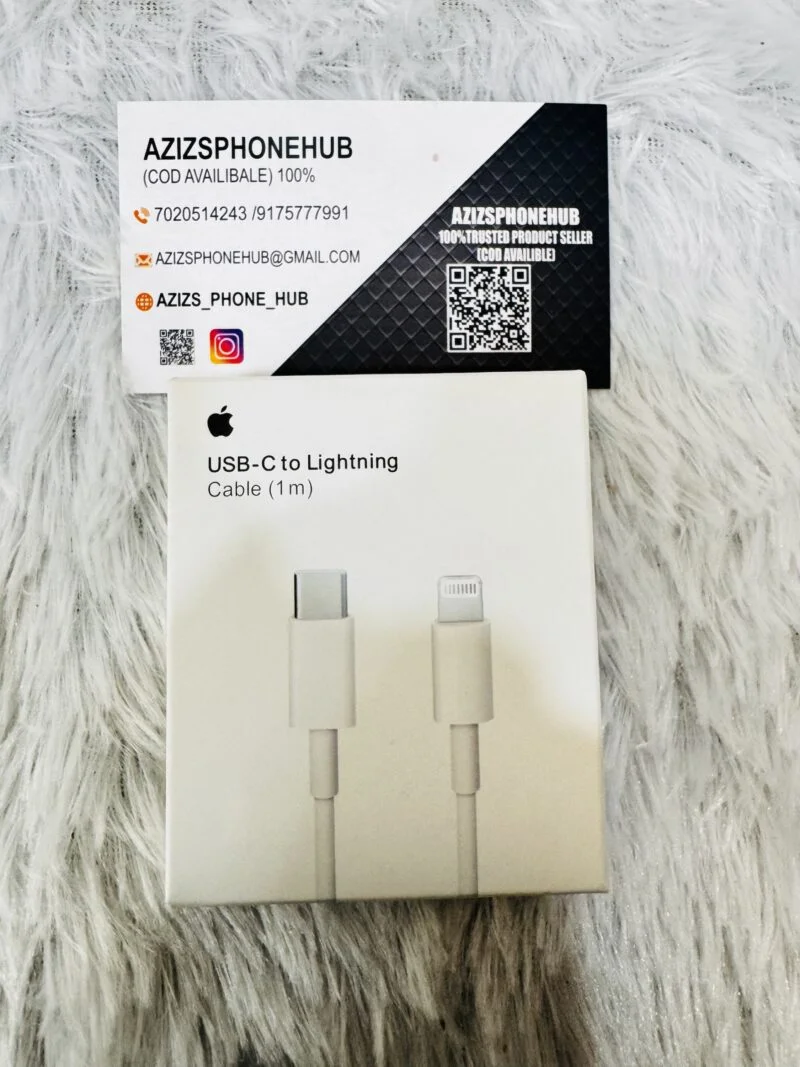 AZIZSPHONEHUB
(COD AVAILIBALE) 100%
7020514243 /9175777991
AZIZSPHONEHUB@GMAIL.COM
AZIZS_PHONE_HUB
AZIZSPHONEHUB
100%TRUSTED PRODUCT SELLER
(COD AVAILIBLE)
USB-C to Lightning
Cable (1m)